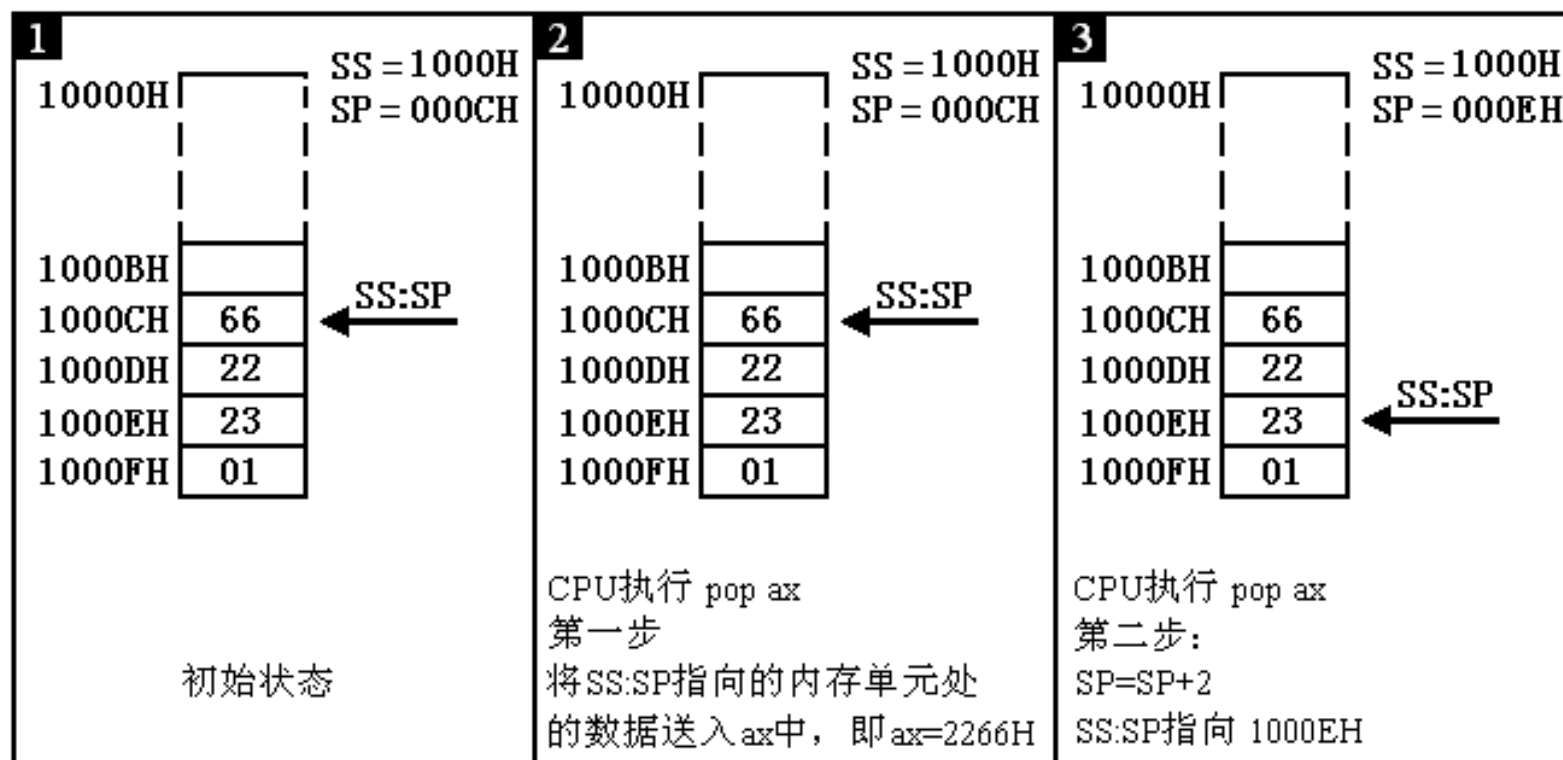 1
SS=1000H
SP=000CH
10000H
1000BH
1000CH 66 SS:SP
1000DH 22
1000EH 23
1000FH 01
初始状态
2
SS=1000H
SP=000CH
10000H
1000BH
1000CH 66 SS:SP
1000DH 22
1000EH 23
1000FH 01
CPU执行 pop ax
第一步
将SS:SP指向的内存单元处
的数据送入ax中，即ax=2266H
3
SS=1000H
SP=000EH
10000H
1000BH
1000CH 66
1000DH 22
1000EH 23 SS:SP
1000FH 01
CPU执行 pop ax
第二步：
SP=SP+2
SS:SP指向 1000EH